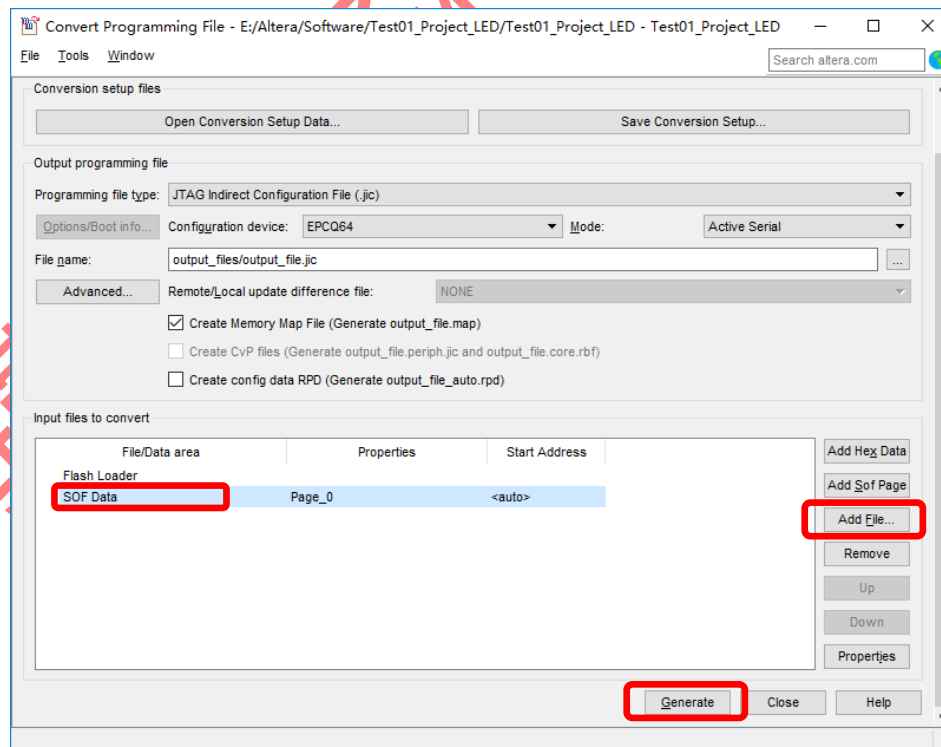 Convert Programming File - E:/Altera/Software/Test01_Project_LED/Test01_Project_LED - Test01_Project_LED
File Tools Window
Search altera.com
Conversion setup files
Open Conversion Setup Data... Save Conversion Setup...
Output programming file
Programming file type: JTAG Indirect Configuration File (.jic)
Options/Boot info... Configuration device: EPCQ64 Mode: Active Serial
File name: output_files/output_file.jic ...
Advanced... Remote/Local update difference file: NONE
Create Memory Map File (Generate output_file.map)
Create CvP files (Generate output_file.periph.jic and output_file.core.rbf)
Create config data RPD (Generate output_file_auto.rpd)
Input files to convert
File/Data area Properties Start Address
Flash Loader
SOF Data Page_0 <auto>
Add Hex Data
Add Sof Page
Add File...
Remove
Up
Down
Properties
Generate Close Help